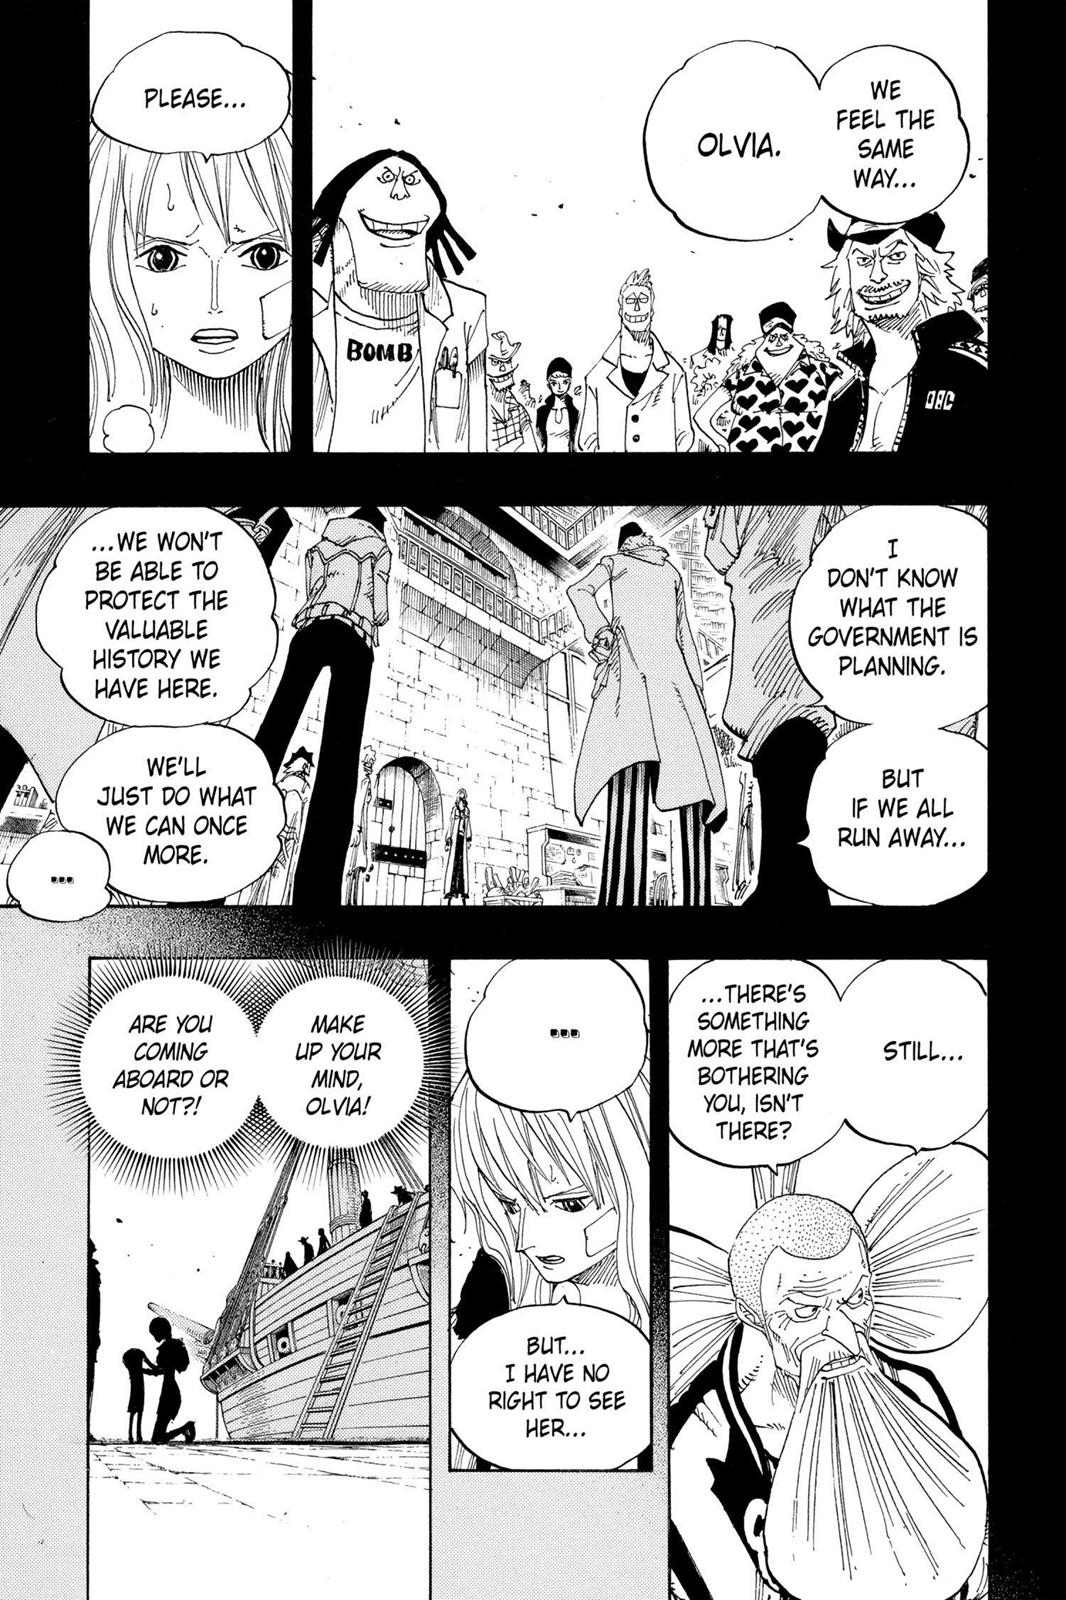 WE
FEEL THE
SAME
WAY...
OLVIA.
BOMB
PLEASE...
I
DON'T KNOW
WHAT THE
GOVERNMENT IS
PLANNING.
BUT
IF WE ALL
RUN AWAY...
...WE WON'T
BE ABLE TO
PROTECT THE
VALUABLE
HISTORY WE
HAVE HERE.
WE'LL
JUST DO WHAT
WE CAN ONCE
MORE.
...
STILL...
...THERE'S
SOMETHING
MORE THAT'S
BOTHERING
YOU, ISN'T
THERE?
...
BUT...
I HAVE NO
RIGHT TO SEE
HER...
MAKE
UP YOUR
MIND,
OLVIA!
ARE YOU
COMING
ABOARD OR
NOT?!